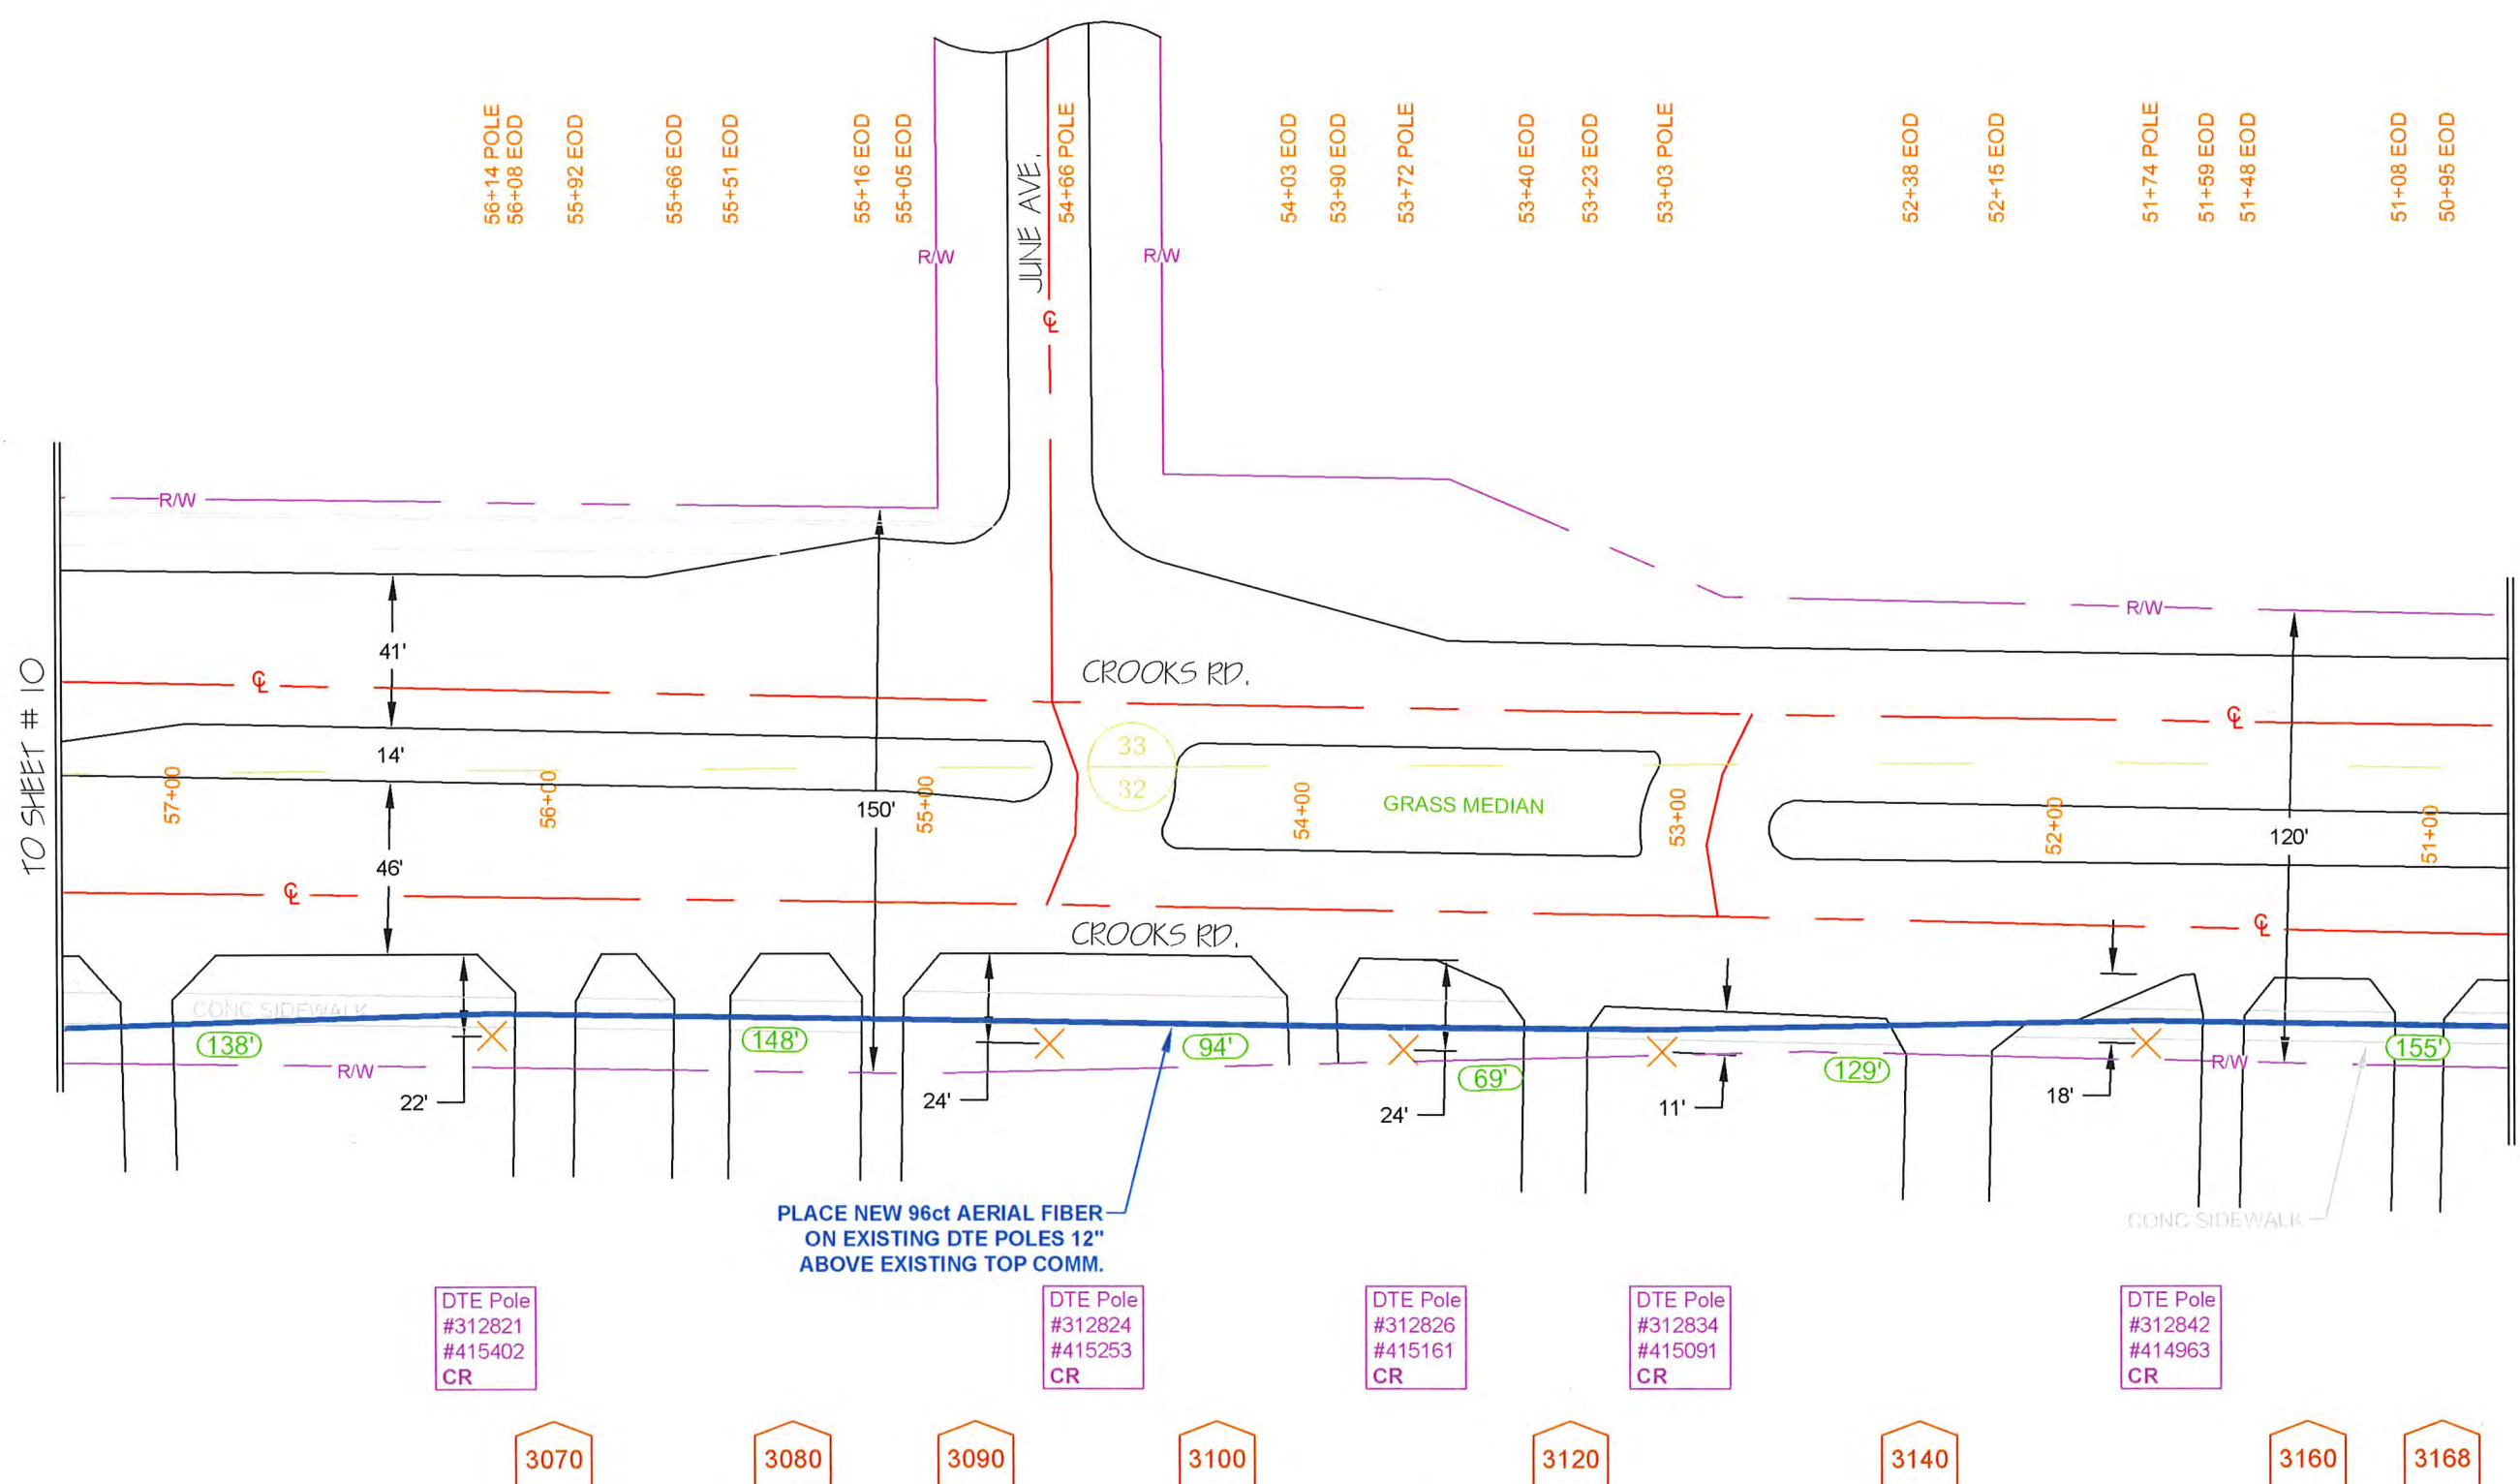 56+14 POLE
56+08 EOD
55+92 EOD
55+66 EOD
55+51 EOD
55+16 EOD
55+05 EOD
54+66 POLE
54+03 EOD
53+90 EOD
53+72 POLE
53+40 EOD
53+23 EOD
53+03 POLE
52+38 EOD
52+15 EOD
51+74 POLE
51+59 EOD
51+48 EOD
51+08 EOD
50+95 EOD
JUNE AVE.
R/W
R/W
℄
R/W
R/W
TO SHEET # 10
41'
℄
CROOKS RD.
℄
14'
33
32
57+00
56+00
150'
55+00
54+00
GRASS MEDIAN
53+00
52+00
120'
51+00
46'
℄
CROOKS RD.
℄
CONC SIDEWALK
138'
148'
94'
69'
129'
155'
R/W
R/W
22'
24'
24'
11'
18'
PLACE NEW 96ct AERIAL FIBER
ON EXISTING DTE POLES 12"
ABOVE EXISTING TOP COMM.
CONC SIDEWALK
DTE Pole
#312821
#415402
CR
DTE Pole
#312824
#415253
CR
DTE Pole
#312826
#415161
CR
DTE Pole
#312834
#415091
CR
DTE Pole
#312842
#414963
CR
3070
3080
3090
3100
3120
3140
3160
3168